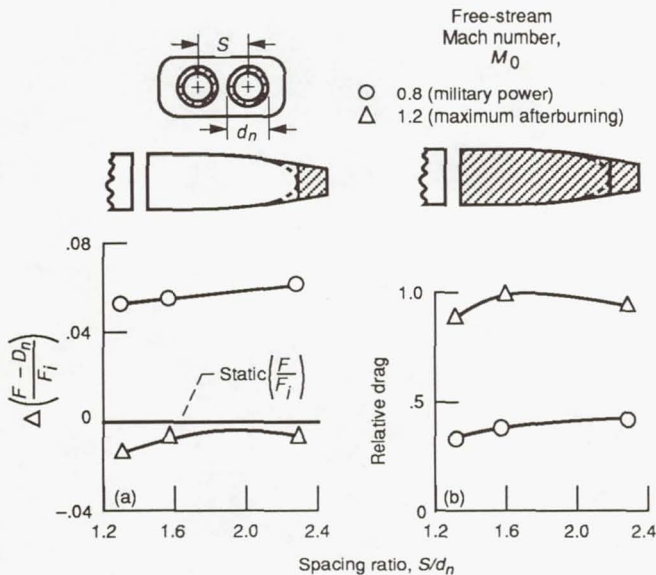 S
d_n
Free-stream
Mach number,
M_0
0.8 (military power)
1.2 (maximum afterburning)
.08
.04
0
-.04
Δ(F - D_n / F_i)
Static (F / F_i)
(a)
1.2 1.6 2.0 2.4
1.0
.5
0
Relative drag
(b)
1.2 1.6 2.0 2.4
Spacing ratio, S/d_n